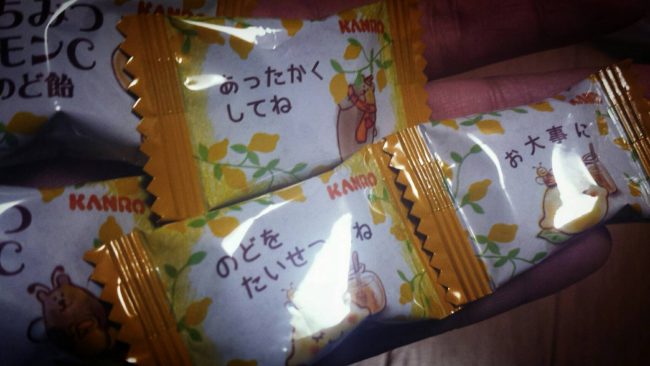 ちみつ
モンC
のど飴
KANRO
あったかく
してね
KANRO
お大事に
KANRO
のどを
たいせつ ね
つ
C
KANRO